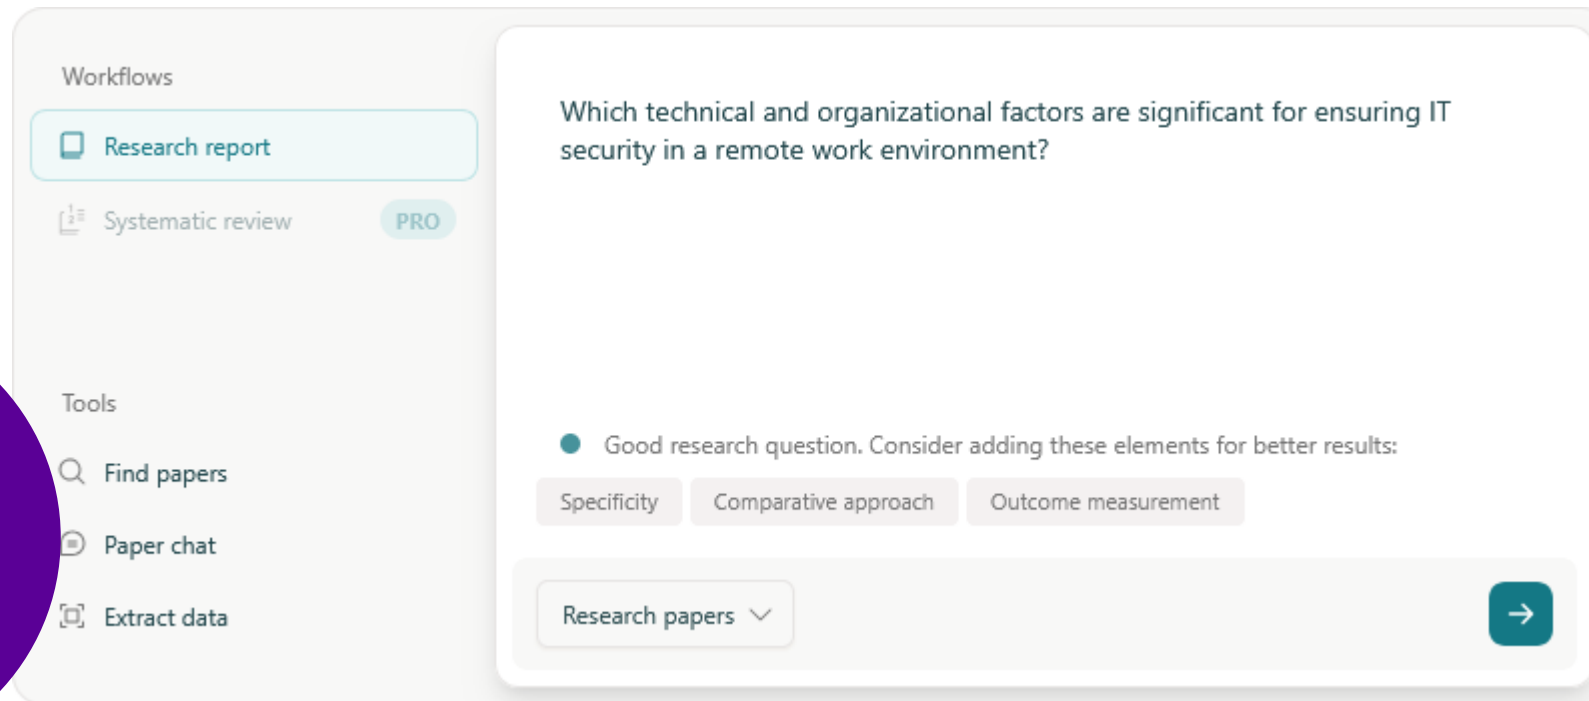 Workflows
Research report
Systematic review PRO
Tools
Find papers
Paper chat
Extract data
Which technical and organizational factors are significant for ensuring IT
security in a remote work environment?
Good research question. Consider adding these elements for better results:
Specificity Comparative approach Outcome measurement
Research papers